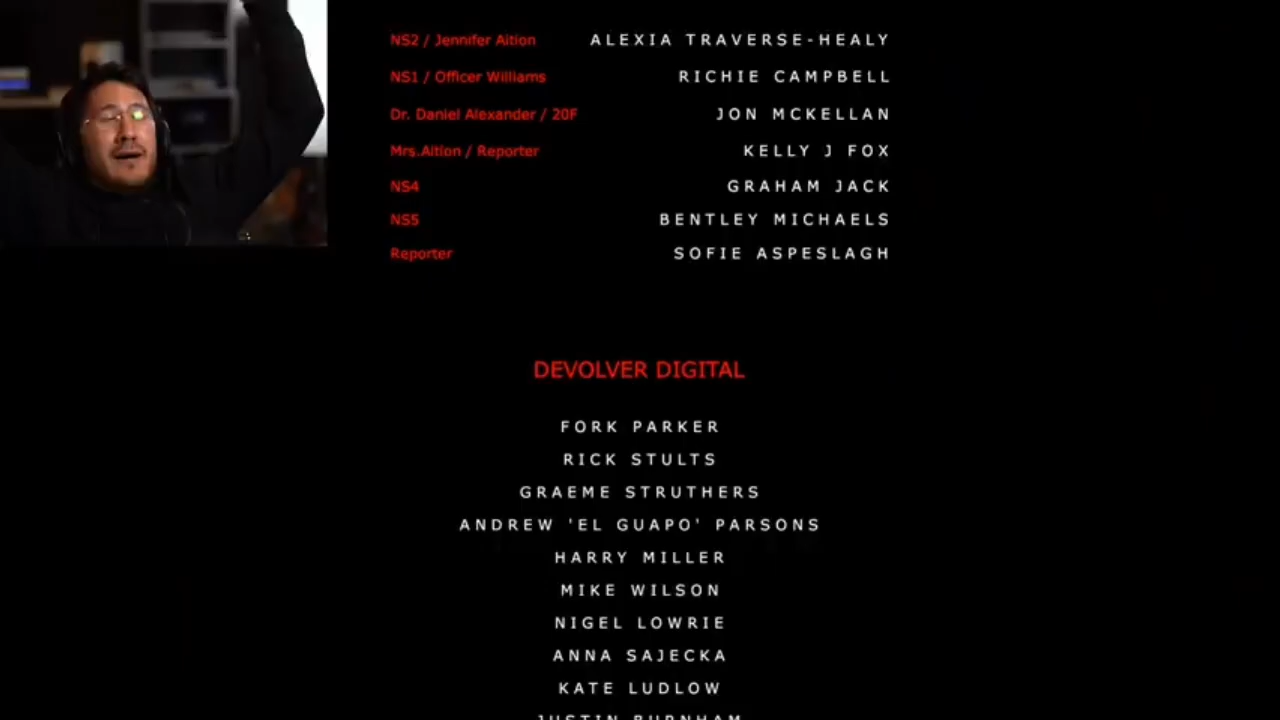 NS2 / Jennifer Aition ALEXIA TRAVERSE-HEALY
NS1 / Officer Williams RICHIE CAMPBELL
Dr. Daniel Alexander / 20F JON MCKELLAN
Mrs.Aition / Reporter KELLY J FOX
NS4 GRAHAM JACK
NS5 BENTLEY MICHAELS
Reporter SOFIE ASPESLAGH
DEVOLVER DIGITAL
FORK PARKER
RICK STULTS
GRAEME STRUTHERS
ANDREW 'EL GUAPO' PARSONS
HARRY MILLER
MIKE WILSON
NIGEL LOWRIE
ANNA SAJECKA
KATE LUDLOW
JUSTIN BURNHAM